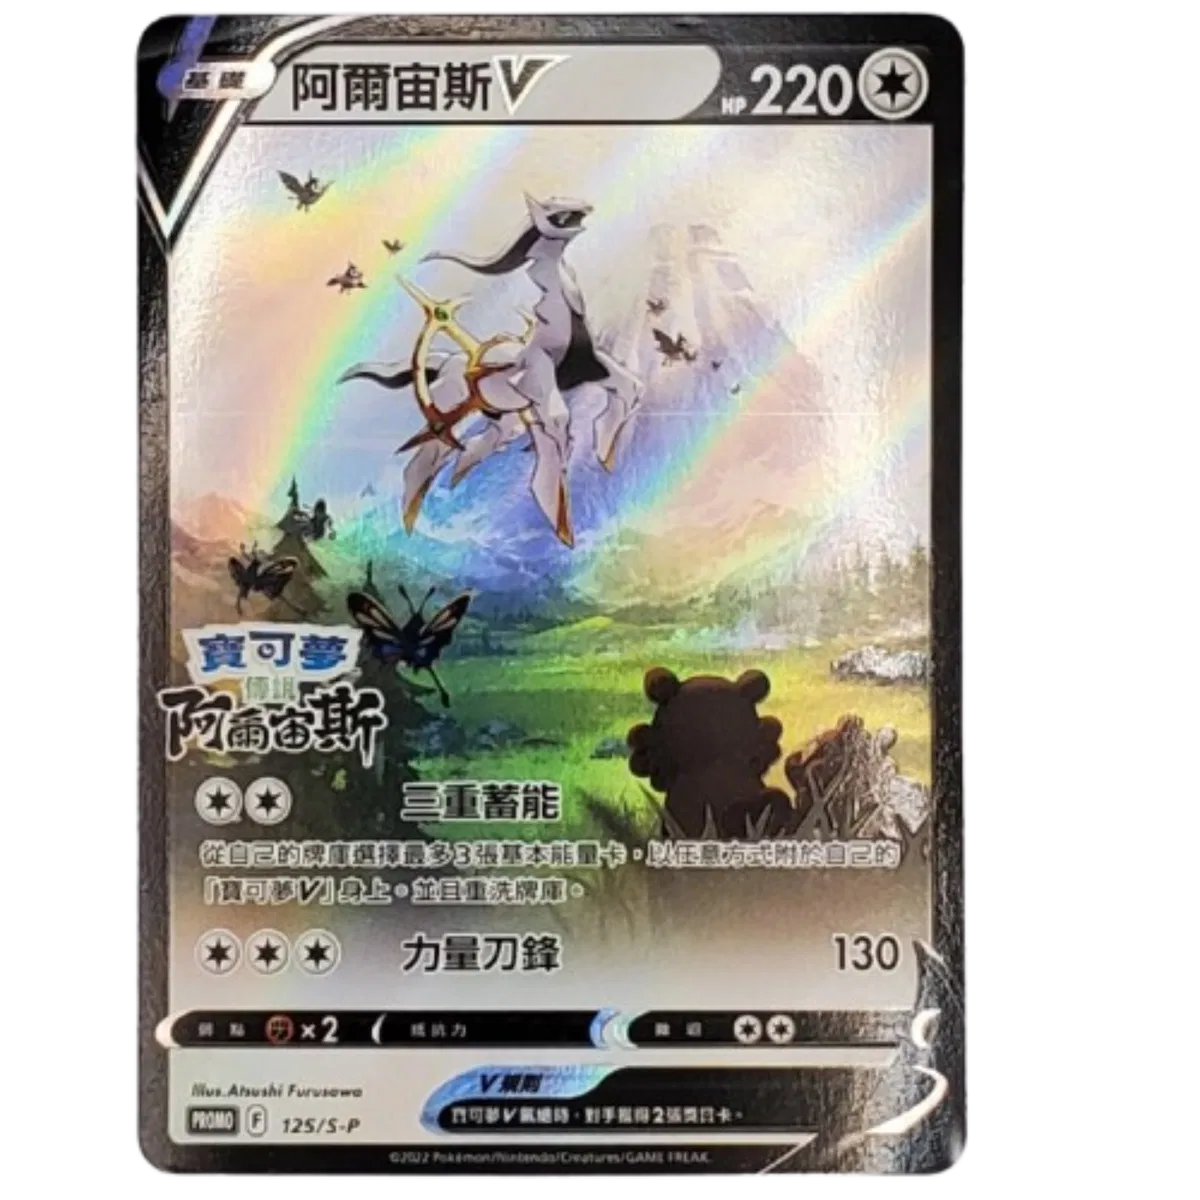 基礎
阿爾宙斯V
HP 220
寶可夢
傳說
阿爾宙斯
三重蓄能
從自己的牌庫選擇最多3張基本能量卡，以任意方式附於自己的
「寶可夢V」身上。並且重洗牌庫。
力量刀鋒 130
弱點 ×2 抵抗力 撤退
V規則
寶可夢V氣絕時，對手獲得2張獎賞卡。
Illus.Atsushi Furusawa
PROMO F 125/S-P
©2022 Pokémon/Nintendo/Creatures/GAME FREAK.